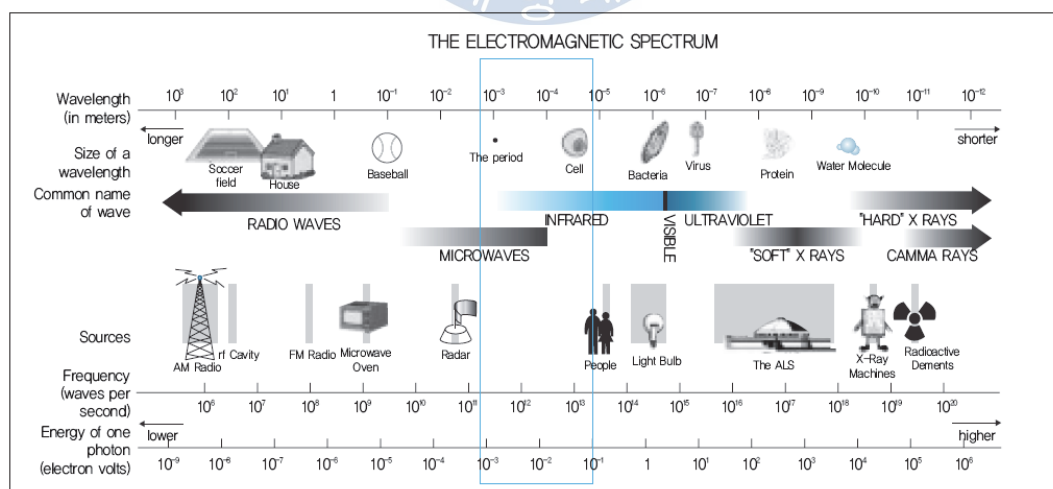 THE ELECTROMAGNETIC SPECTRUM
Wavelength
(in meters)
10³ 10² 10¹ 1 10⁻¹ 10⁻² 10⁻³ 10⁻⁴ 10⁻⁵ 10⁻⁶ 10⁻⁷ 10⁻⁸ 10⁻⁹ 10⁻¹⁰ 10⁻¹¹ 10⁻¹²
longer
shorter
Size of a
wavelength
Soccer
field
House
Baseball
The period
Cell
Bacteria
Virus
Protein
Water Molecule
Common name
of wave
RADIO WAVES
INFRARED
VISIBLE
ULTRAVIOLET
"HARD" X RAYS
MICROWAVES
"SOFT" X RAYS
CAMMA RAYS
Sources
AM Radio
rf Cavity
FM Radio
Microwave
Oven
Radar
People
Light Bulb
The ALS
X-Ray
Machines
Radioactive
Dements
Frequency
(waves per
second)
10⁶ 10⁷ 10⁸ 10⁹ 10¹⁰ 10¹¹ 10¹² 10¹³ 10¹⁴ 10¹⁵ 10¹⁶ 10¹⁷ 10¹⁸ 10¹⁹ 10²⁰
lower
higher
Energy of one
photon
(electron volts)
10⁻⁹ 10⁻⁸ 10⁻⁷ 10⁻⁶ 10⁻⁵ 10⁻⁴ 10⁻³ 10⁻² 10⁻¹ 1 10¹ 10² 10³ 10⁴ 10⁵ 10⁶